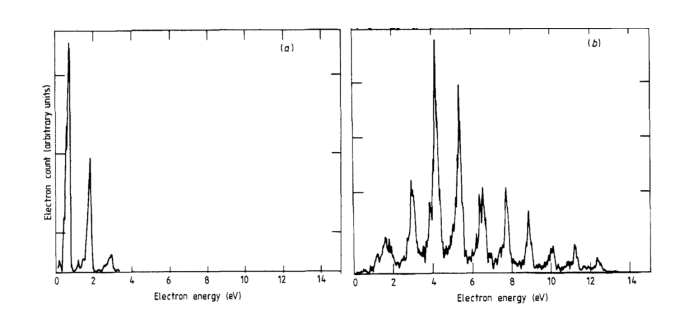 (a)
Electron count (arbitrary units)
0 2 4 6 8 10 12 14
Electron energy (eV)
(b)
0 2 4 6 8 10 12 14
Electron energy (eV)